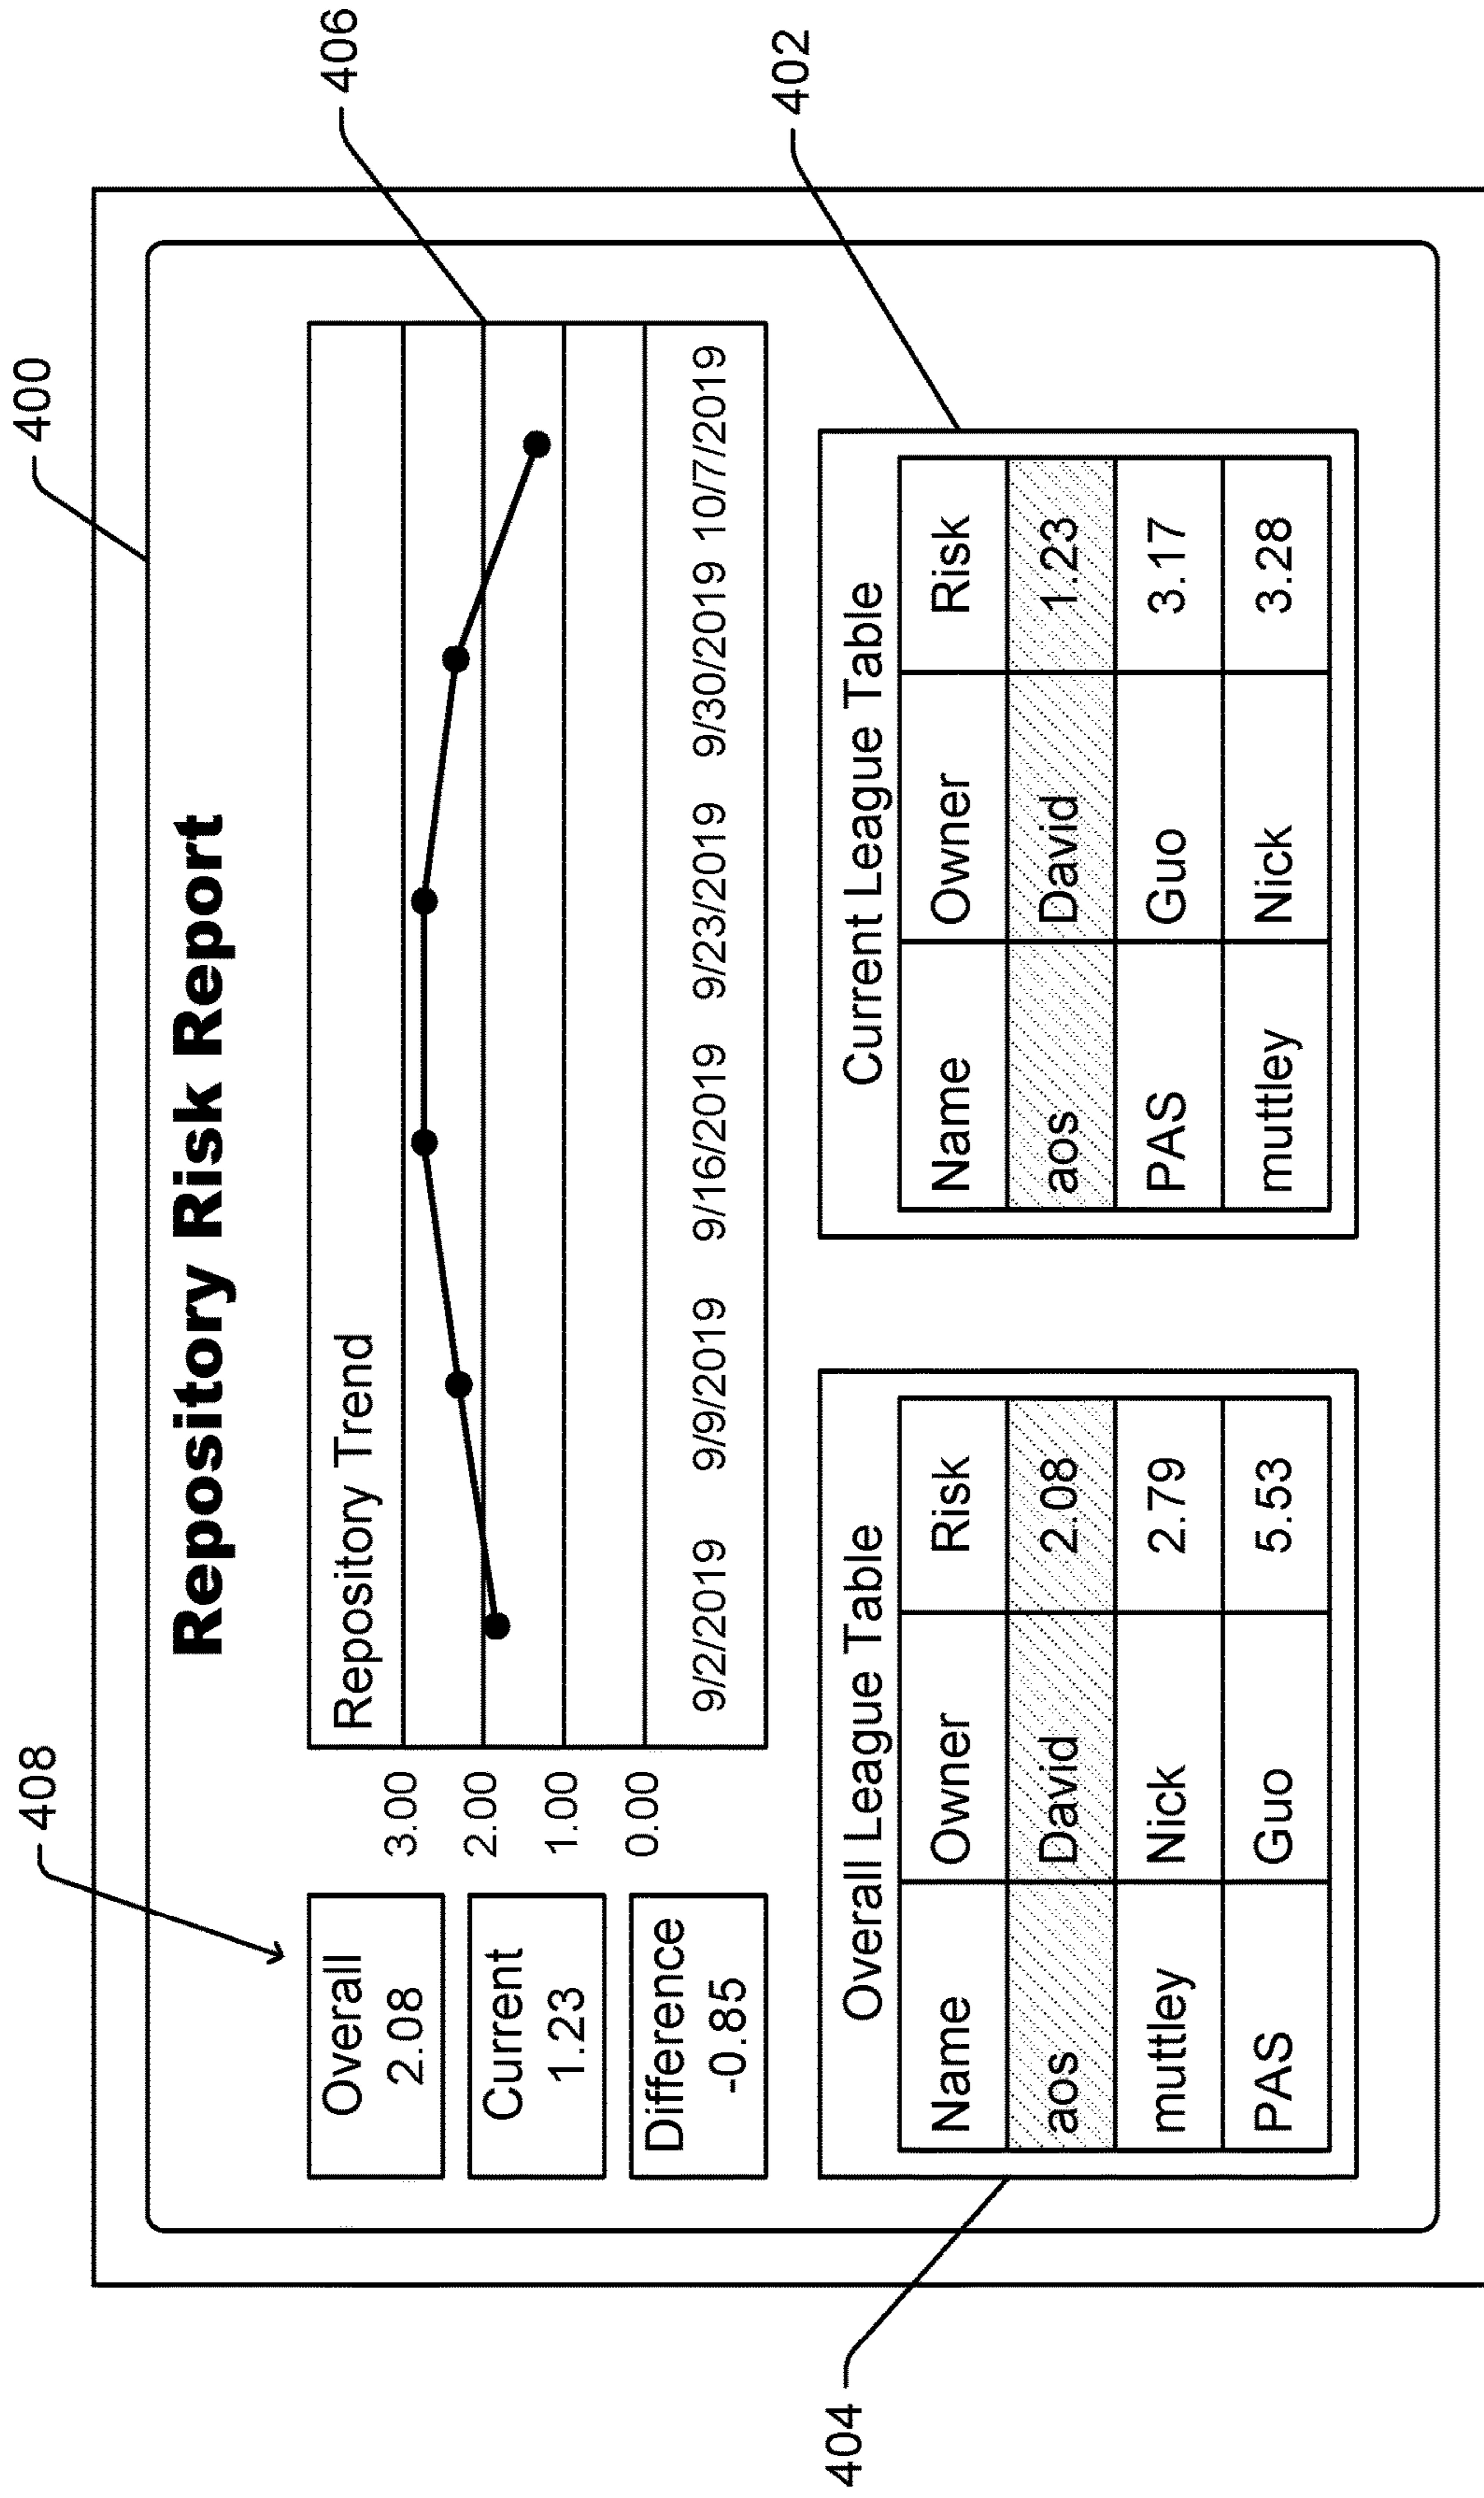 400
408
Repository Risk Report
406
Overall
2.08
Current
1.23
Difference
-0.85
Repository Trend
3.00
2.00
1.00
0.00
9/2/2019 9/9/2019 9/16/2019 9/23/2019 9/30/2019 10/7/2019
402
404
Overall League Table
Name Owner Risk
aos David 2.08
muttley Nick 2.79
PAS Guo 5.53
Current League Table
Name Owner Risk
aos David 1.23
PAS Guo 3.17
muttley Nick 3.28